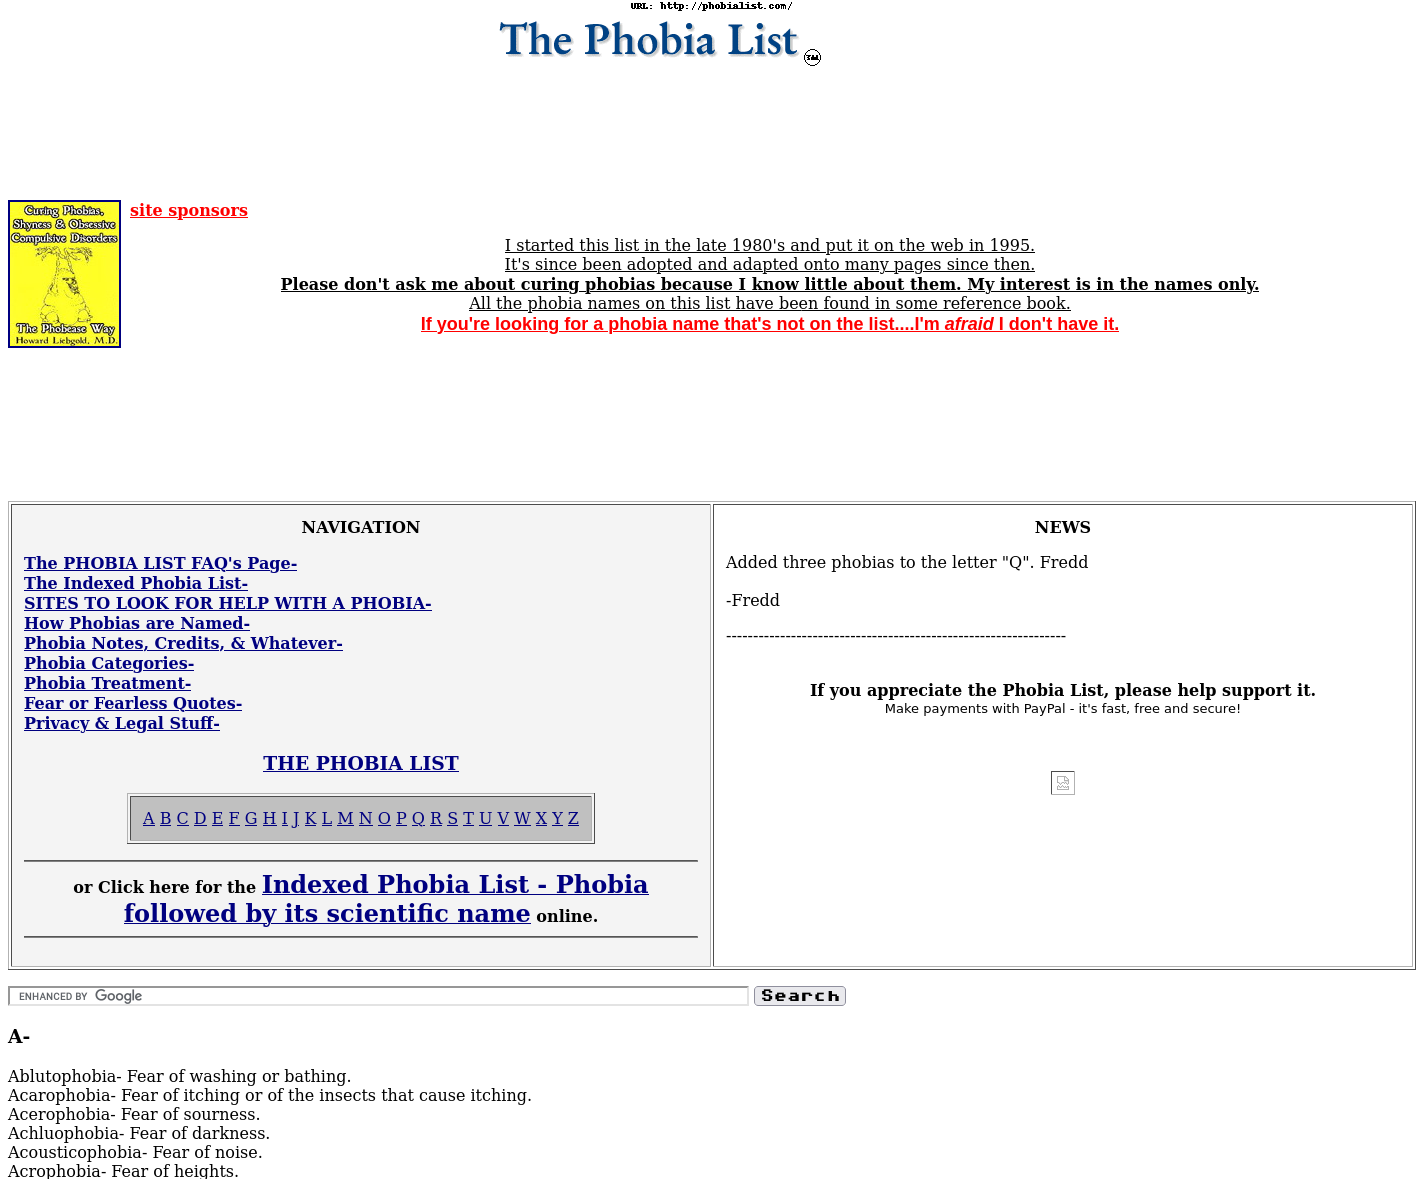 URL: http://phobialist.com/
The Phobia List
TM
Curing Phobias,
Shyness & Obsessive
Compulsive Disorders
The Phobease Way
Howard Liebgold, M.D.
site sponsors
I started this list in the late 1980's and put it on the web in 1995.
It's since been adopted and adapted onto many pages since then.
Please don't ask me about curing phobias because I know little about them. My interest is in the names only.
All the phobia names on this list have been found in some reference book.
If you're looking for a phobia name that's not on the list....I'm afraid I don't have it.
NAVIGATION
The PHOBIA LIST FAQ's Page-
The Indexed Phobia List-
SITES TO LOOK FOR HELP WITH A PHOBIA-
How Phobias are Named-
Phobia Notes, Credits, & Whatever-
Phobia Categories-
Phobia Treatment-
Fear or Fearless Quotes-
Privacy & Legal Stuff-
THE PHOBIA LIST
A B C D E F G H I J K L M N O P Q R S T U V W X Y Z
or Click here for the Indexed Phobia List - Phobia
followed by its scientific name online.
NEWS
Added three phobias to the letter "Q". Fredd
-Fredd
---------------------------------------------------------------
If you appreciate the Phobia List, please help support it.
Make payments with PayPal - it's fast, free and secure!
ENHANCED BY Google
Search
A-
Ablutophobia- Fear of washing or bathing.
Acarophobia- Fear of itching or of the insects that cause itching.
Acerophobia- Fear of sourness.
Achluophobia- Fear of darkness.
Acousticophobia- Fear of noise.
Acrophobia- Fear of heights.